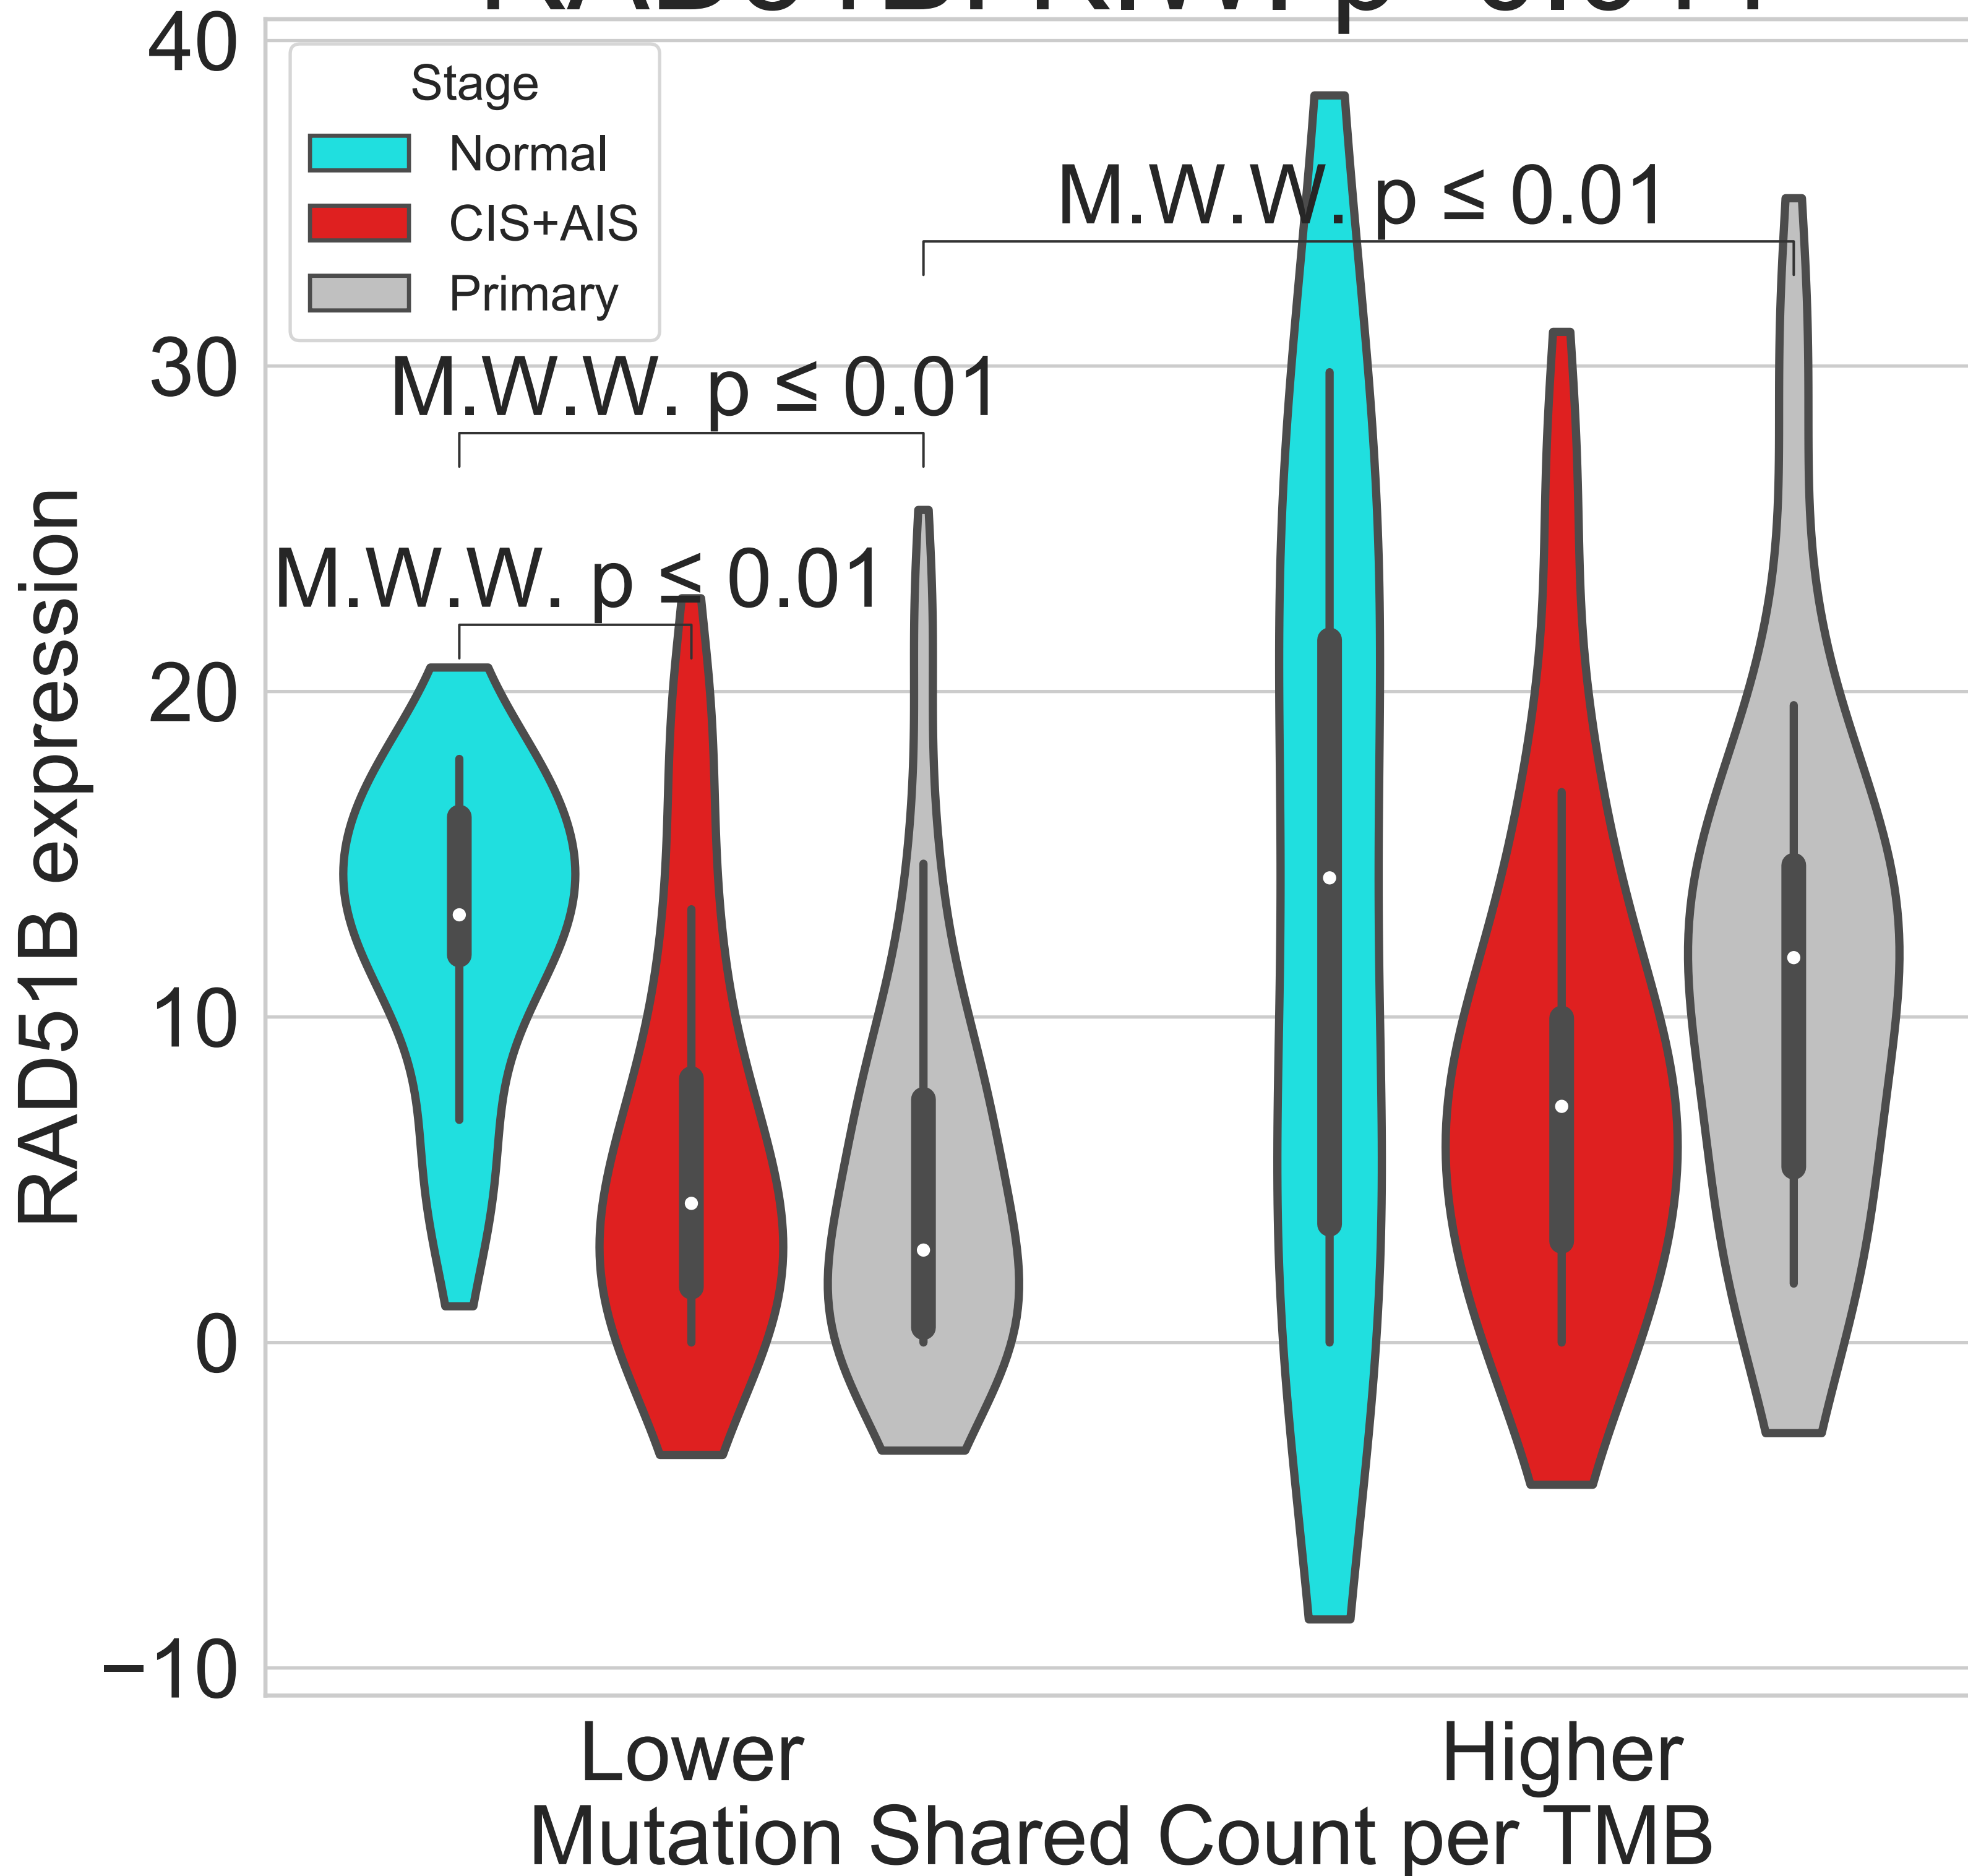 40
Stage
Normal
CIS+AIS
Primary
M.W.W. p ≤ 0.01
30
M.W.W. p ≤ 0.01
M.W.W. p ≤ 0.01
20
10
0
−10
RAD51B expression
Lower
Higher
Mutation Shared Count per TMB